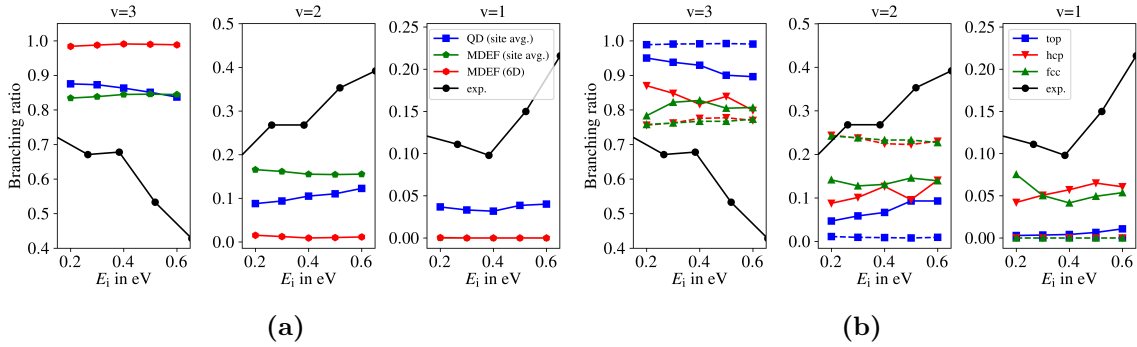 v=3
v=2
v=1
Branching ratio
1.0
0.9
0.8
0.7
0.6
0.5
0.4
0.5
0.4
0.3
0.2
0.1
0.0
0.25
0.20
0.15
0.10
0.05
0.00
QD (site avg.)
MDEF (site avg.)
MDEF (6D)
exp.
0.2 0.4 0.6
0.2 0.4 0.6
0.2 0.4 0.6
Ei in eV
Ei in eV
Ei in eV
(a)
v=3
v=2
v=1
Branching ratio
1.0
0.9
0.8
0.7
0.6
0.5
0.4
0.5
0.4
0.3
0.2
0.1
0.0
0.25
0.20
0.15
0.10
0.05
0.00
top
hcp
fcc
exp.
0.2 0.4 0.6
0.2 0.4 0.6
0.2 0.4 0.6
Ei in eV
Ei in eV
Ei in eV
(b)